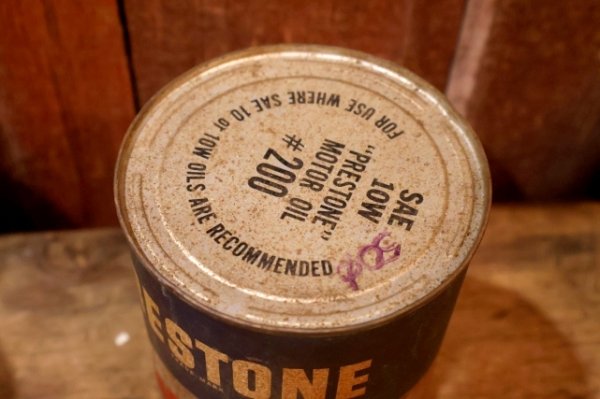 SAE
10W
"PRESTONE"
MOTOR OIL
# 200
FOR USE WHERE SAE 10 or 10W OILS ARE RECOMMENDED
ESTONE